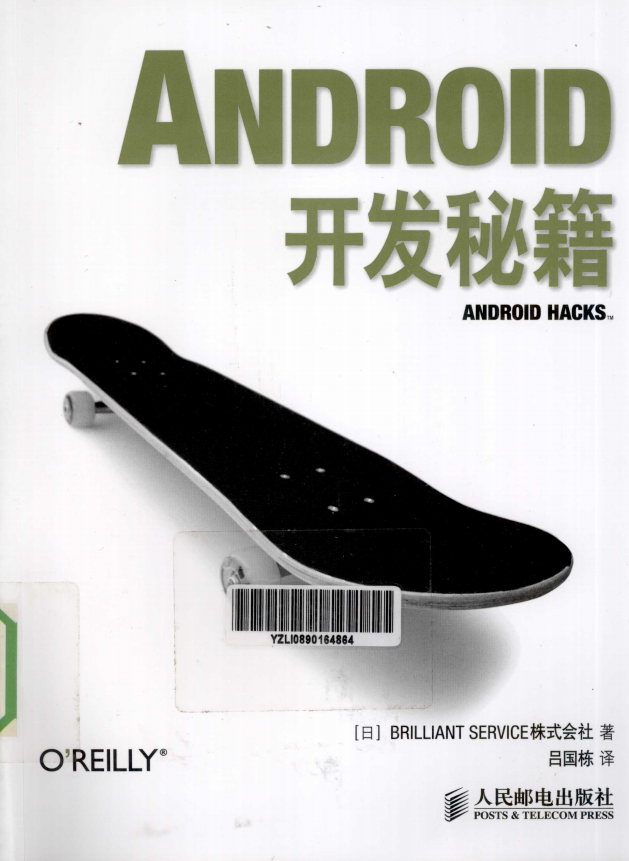 ANDROID
开发秘籍
ANDROID HACKS™
YZLI0890164864
[日] BRILLIANT SERVICE株式会社 著
O'REILLY®
吕国栋 译
人民邮电出版社
POSTS & TELECOM PRESS